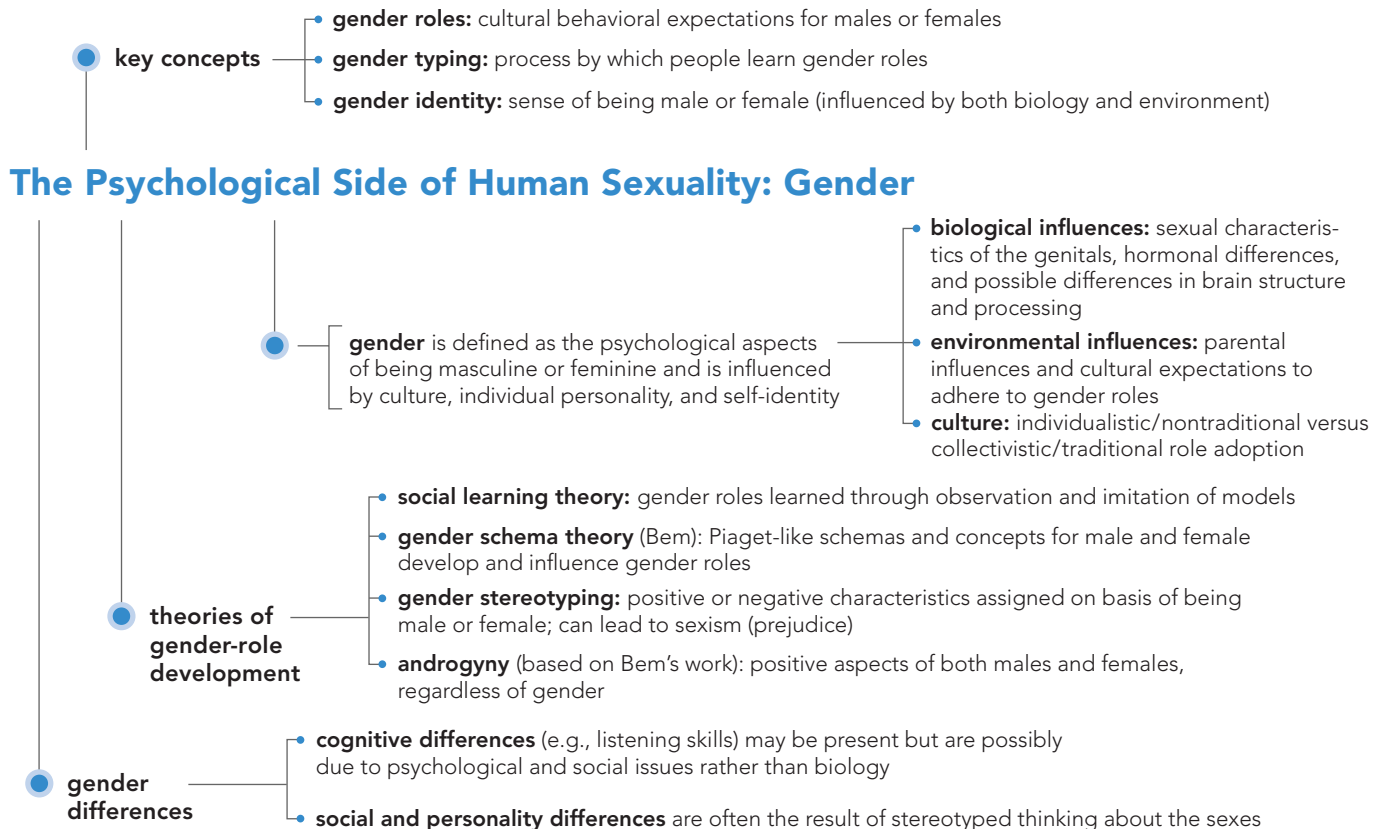 gender roles: cultural behavioral expectations for males or females
key concepts
gender typing: process by which people learn gender roles
gender identity: sense of being male or female (influenced by both biology and environment)
The Psychological Side of Human Sexuality: Gender
gender is defined as the psychological aspects
of being masculine or feminine and is influenced
by culture, individual personality, and self-identity
biological influences: sexual characteris-
tics of the genitals, hormonal differences,
and possible differences in brain structure
and processing
environmental influences: parental
influences and cultural expectations to
adhere to gender roles
culture: individualistic/nontraditional versus
collectivistic/traditional role adoption
theories of
gender-role
development
social learning theory: gender roles learned through observation and imitation of models
gender schema theory (Bem): Piaget-like schemas and concepts for male and female
develop and influence gender roles
gender stereotyping: positive or negative characteristics assigned on basis of being
male or female; can lead to sexism (prejudice)
androgyny (based on Bem's work): positive aspects of both males and females,
regardless of gender
gender
differences
cognitive differences (e.g., listening skills) may be present but are possibly
due to psychological and social issues rather than biology
social and personality differences are often the result of stereotyped thinking about the sexes